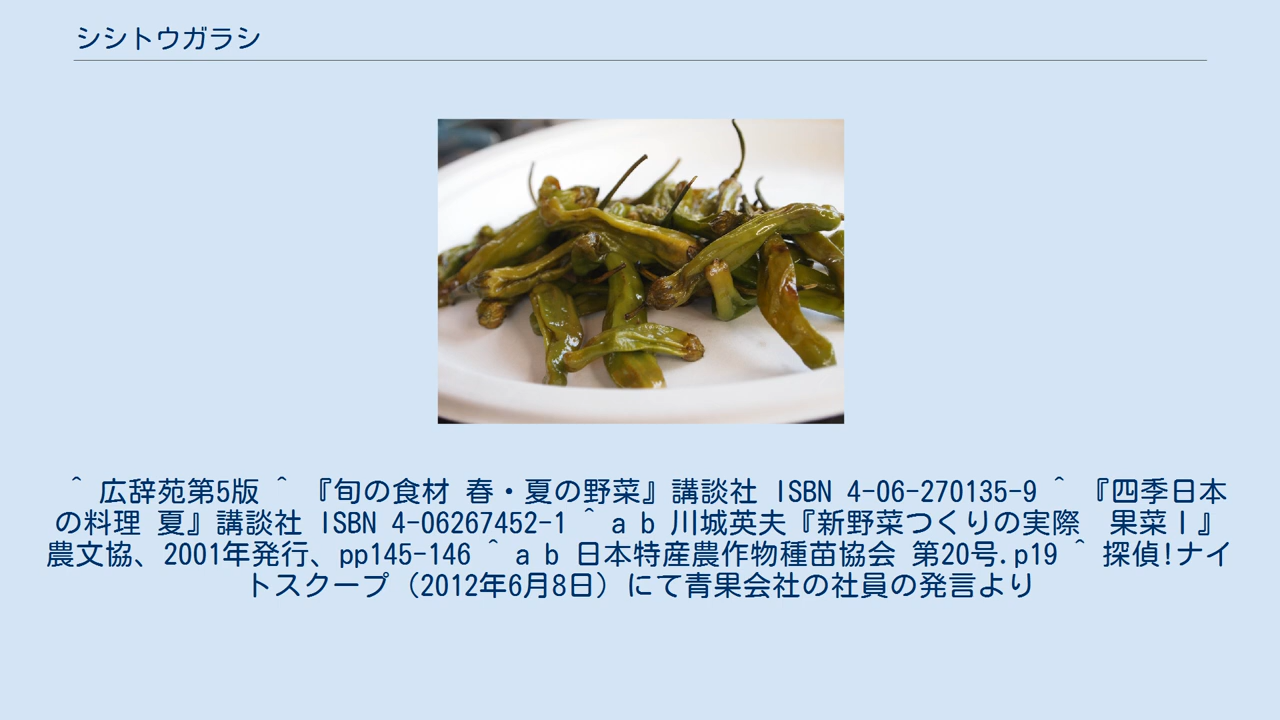 シシトウガラシ
^ 広辞苑第5版 ^ 『旬の食材 春・夏の野菜』講談社 ISBN 4-06-270135-9 ^ 『四季日本
の料理 夏』講談社 ISBN 4-06267452-1 ^ a b 川城英夫『新野菜つくりの実際　果菜Ⅰ』
農文協、2001年発行、pp145-146 ^ a b 日本特産農作物種苗協会 第20号.p19 ^ 探偵!ナイ
トスクープ（2012年6月8日）にて青果会社の社員の発言より